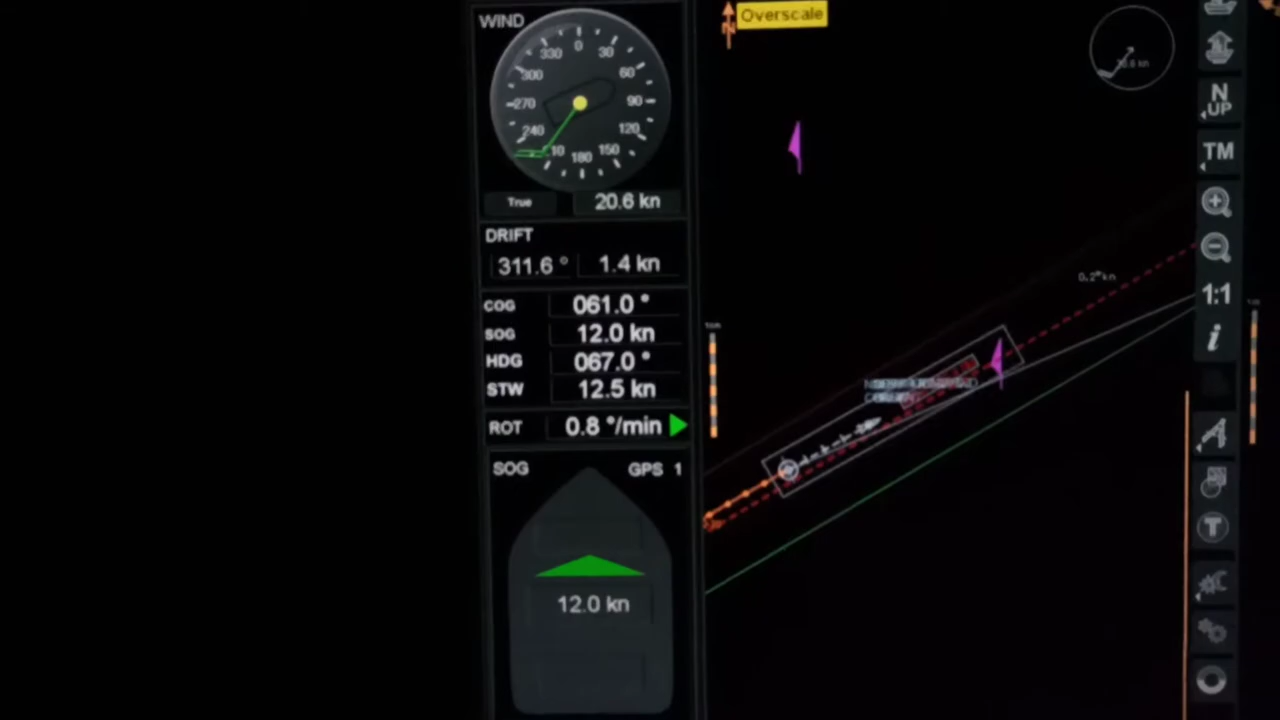 WIND
0
330
30
300
60
270
90
240
120
10
180
150
True
20.6 kn
DRIFT
311.6 °
1.4 kn
COG
061.0 °
SOG
12.0 kn
HDG
067.0 °
STW
12.5 kn
ROT
0.8 °/min
SOG
GPS 1
12.0 kn
Overscale
N
N
UP
TM
1:1
i
T